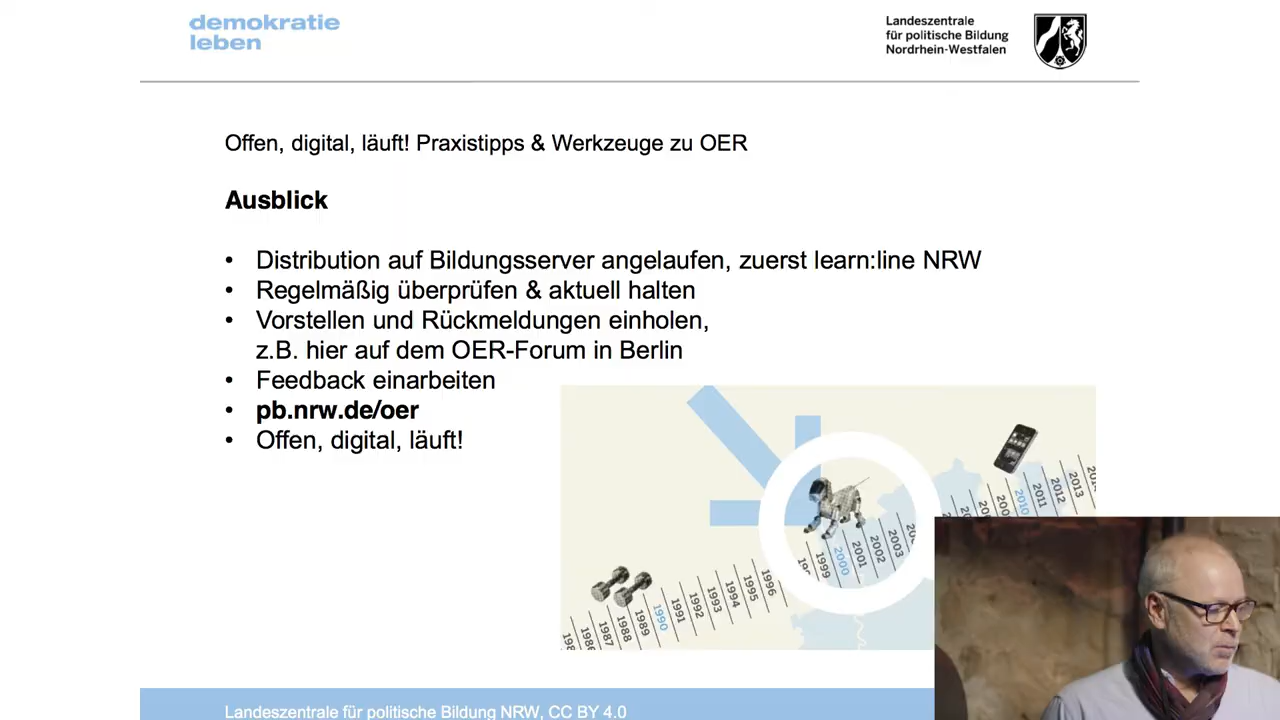 demokratie
leben
Landeszentrale
für politische Bildung
Nordrhein-Westfalen
Offen, digital, läuft! Praxistipps & Werkzeuge zu OER
Ausblick
• Distribution auf Bildungsserver angelaufen, zuerst learn:line NRW
• Regelmäßig überprüfen & aktuell halten
• Vorstellen und Rückmeldungen einholen,
z.B. hier auf dem OER-Forum in Berlin
• Feedback einarbeiten
• pb.nrw.de/oer
• Offen, digital, läuft!
1986
1987
1988
1989
1990
1991
1992
1993
1994
1995
1996
1999
2000
2001
2002
2003
2010
2011
2012
2013
Landeszentrale für politische Bildung NRW, CC BY 4.0